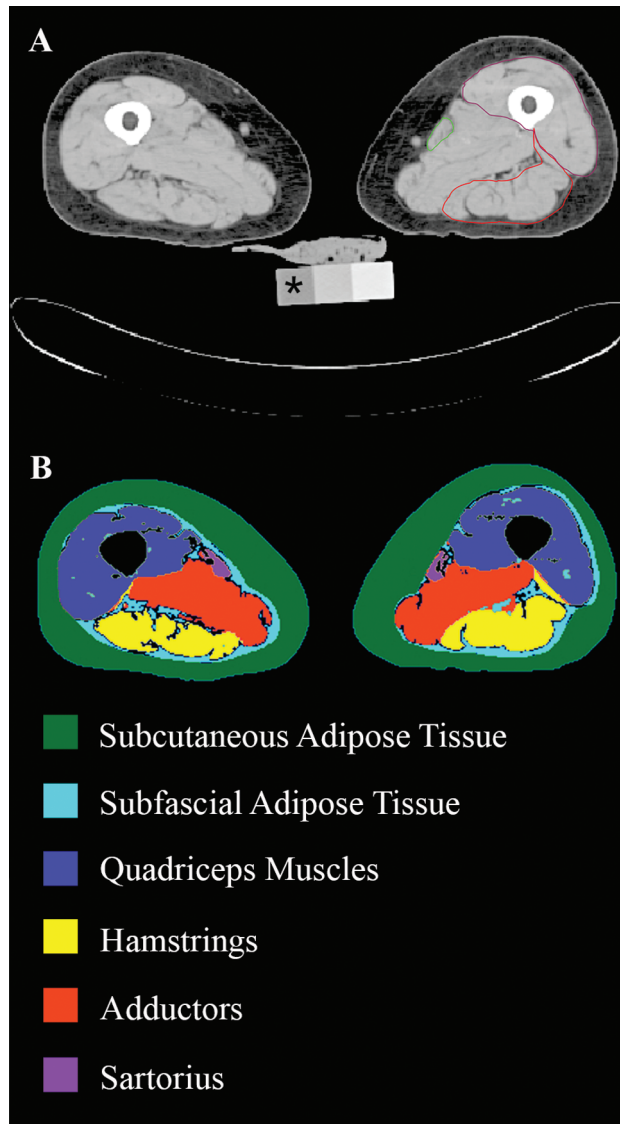 A
*
B
Subcutaneous Adipose Tissue
Subfascial Adipose Tissue
Quadriceps Muscles
Hamstrings
Adductors
Sartorius